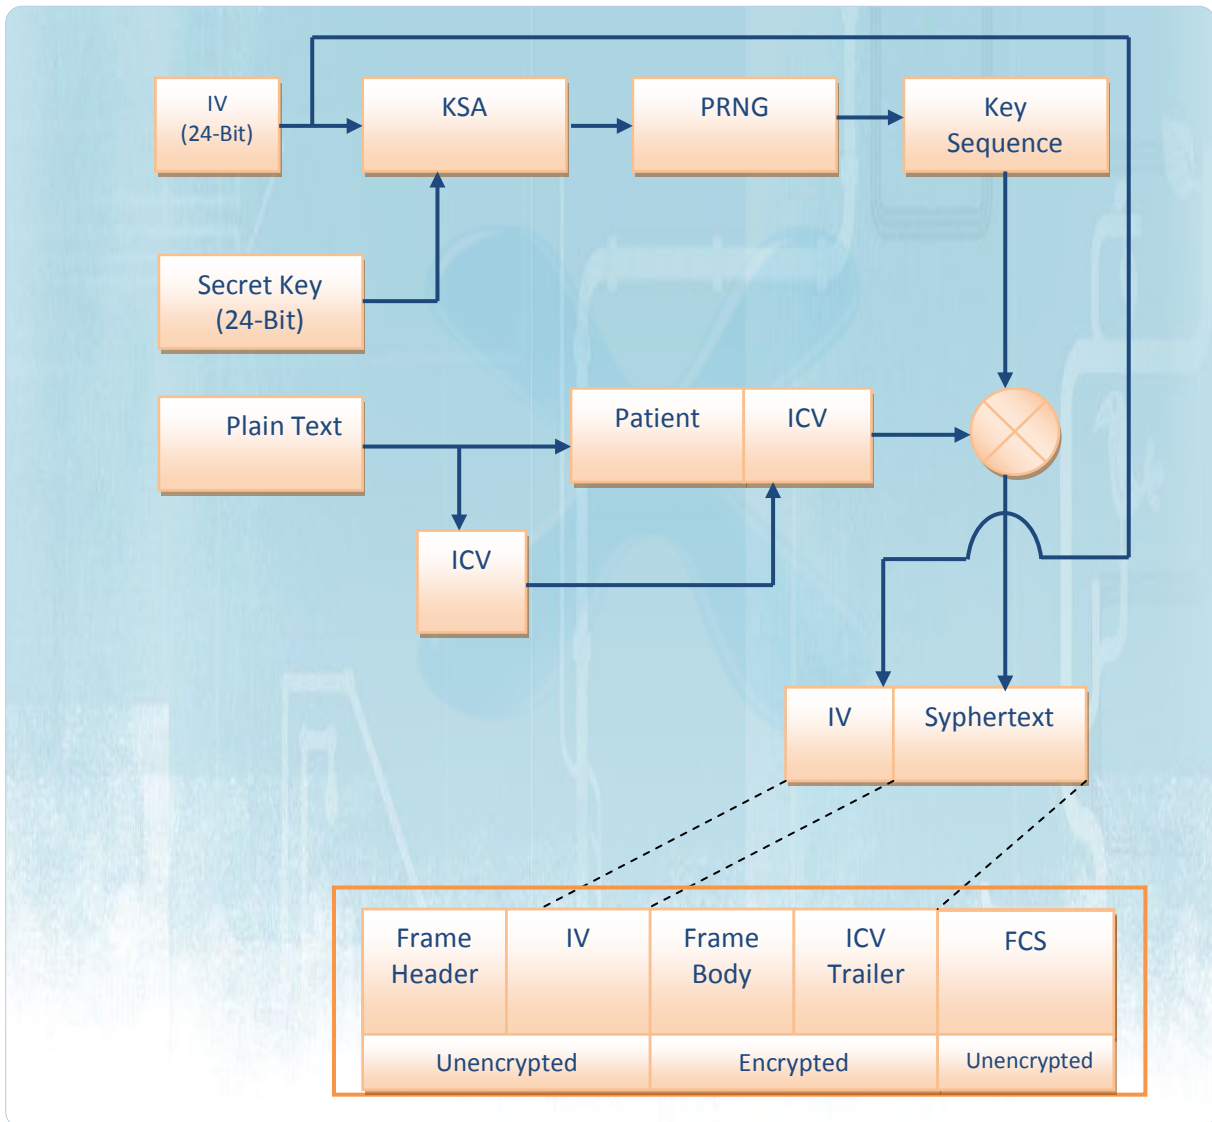 IV
(24-Bit)
KSA
PRNG
Key
Sequence
Secret Key
(24-Bit)
Plain Text
Patient
ICV
ICV
IV
Syphertext
Frame
Header
IV
Frame
Body
ICV
Trailer
FCS
Unencrypted
Encrypted
Unencrypted